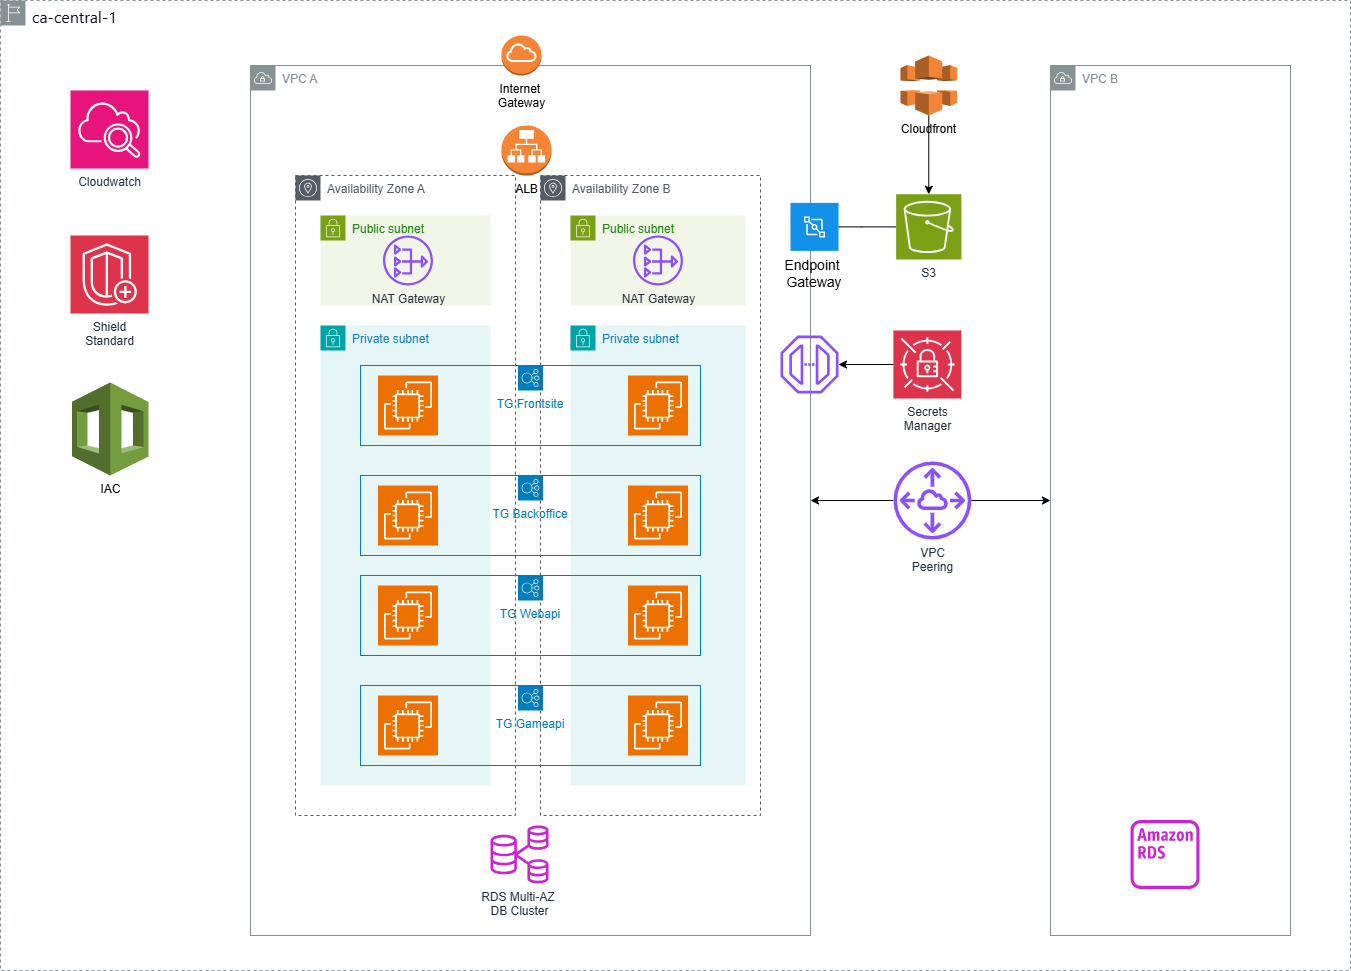 ca-central-1
VPC A
Internet
Gateway
Cloudfront
VPC B
Cloudwatch
ALB
Availability Zone A
Availability Zone B
Public subnet
NAT Gateway
Public subnet
NAT Gateway
Endpoint
Gateway
S3
Shield
Standard
Private subnet
Private subnet
TG Frontsite
Secrets
Manager
IAC
TG Backoffice
VPC
Peering
TG Webapi
TG Gameapi
RDS Multi-AZ
DB Cluster
Amazon
RDS